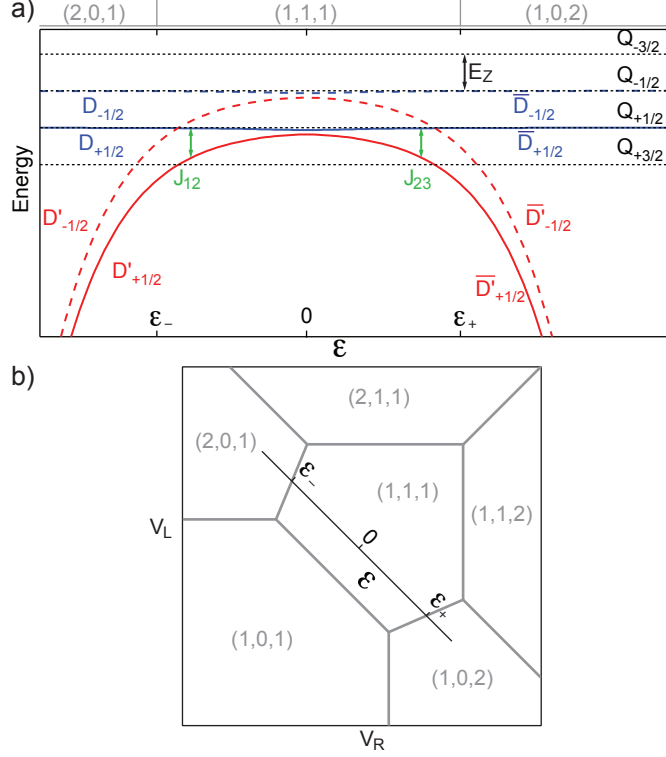 a)
(2,0,1) (1,1,1) (1,0,2)
Q-3/2
EZ
Q-1/2
D-1/2 D̅-1/2
Q+1/2
D+1/2 D̅+1/2
Q+3/2
J12 J23
Energy
D'-1/2 D̅'-1/2
D'+1/2 D̅'+1/2
ε- 0 ε+
ε
b)
(2,1,1)
(2,0,1)
ε-
(1,1,1)
(1,1,2)
VL
0
ε
ε+
(1,0,1)
(1,0,2)
VR